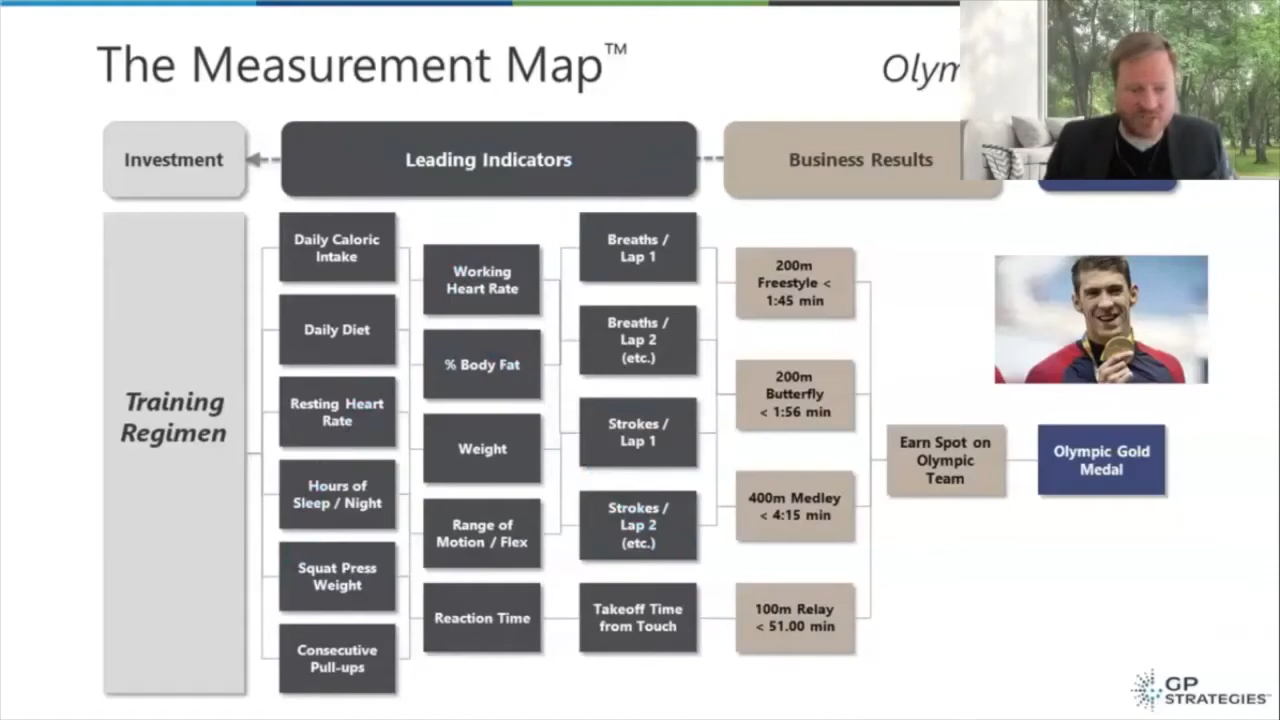 The Measurement Map™
Olym
Investment
Leading Indicators
Business Results
Training
Regimen
Daily Caloric
Intake
Daily Diet
Resting Heart
Rate
Hours of
Sleep / Night
Squat Press
Weight
Consecutive
Pull-ups
Working
Heart Rate
% Body Fat
Weight
Range of
Motion / Flex
Reaction Time
Breaths /
Lap 1
Breaths /
Lap 2
(etc.)
Strokes /
Lap 1
Strokes /
Lap 2
(etc.)
Takeoff Time
from Touch
200m
Freestyle <
1:45 min
200m
Butterfly
< 1:56 min
400m Medley
< 4:15 min
100m Relay
< 51.00 min
Earn Spot on
Olympic
Team
Olympic Gold
Medal
GP
STRATEGIES